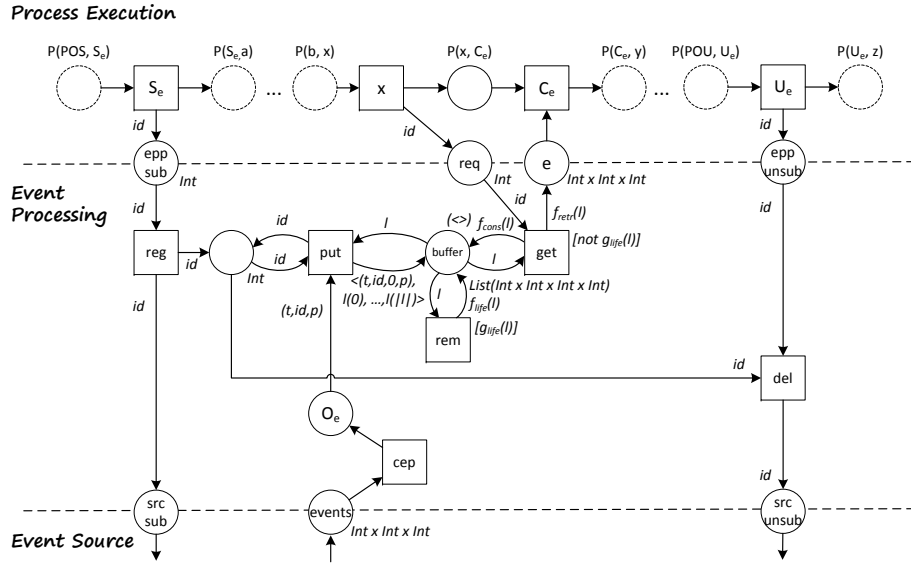 Process Execution
P(POS, Se)
P(Se,a)
P(b, x)
P(x, Ce)
P(Ce, y)
P(POU, Ue)
P(Ue, z)
Se
...
x
Ce
...
Ue
id
id
id
epp
sub
Int
req
Int
e
Int x Int x Int
epp
unsub
Event
Processing
id
id
fretr(l)
id
(<>)
fcons(l)
[not glife(l)]
id
l
reg
id
put
buffer
get
id
l
Int
<(t,id,0,p),
l(0), ...,l(|l|)>
List(Int x Int x Int x Int)
l
flife(l)
id
(t,id,p)
rem
[glife(l)]
id
del
Oe
cep
id
src
sub
events
Int x Int x Int
src
unsub
Event Source